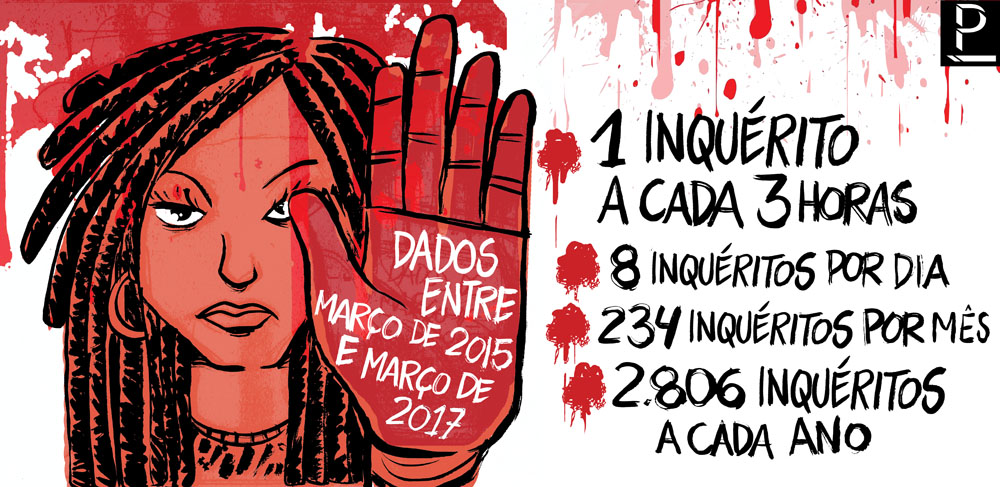 DADOS
ENTRE
MARÇO DE 2015
E MARÇO DE
2017
1 INQUÉRITO
A CADA 3 HORAS
8 INQUÉRITOS POR DIA
234 INQUÉRITOS POR MÊS
2.806 INQUÉRITOS
A CADA ANO
P